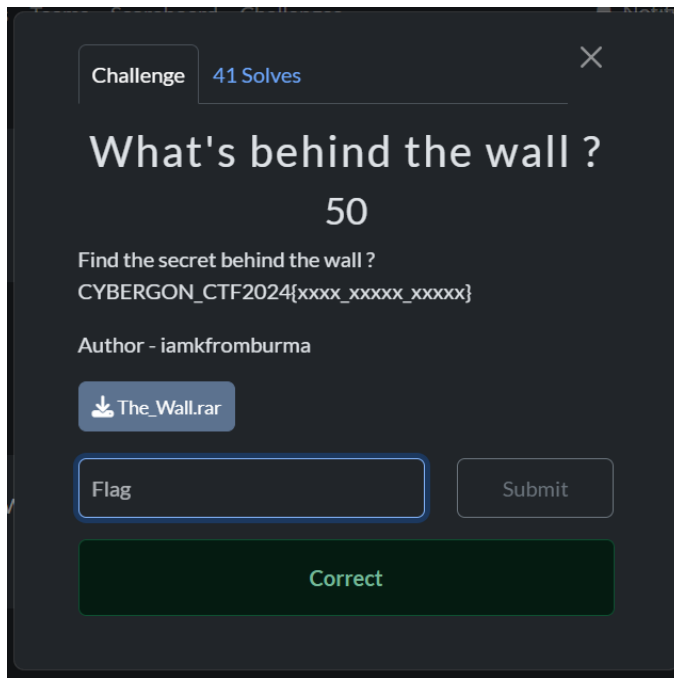 Challenge 41 Solves
What's behind the wall ?
50
Find the secret behind the wall ?
CYBERGON_CTF2024{xxxx_xxxxx_xxxxx}
Author - iamkfromburma
The_Wall.rar
Flag Submit
Correct